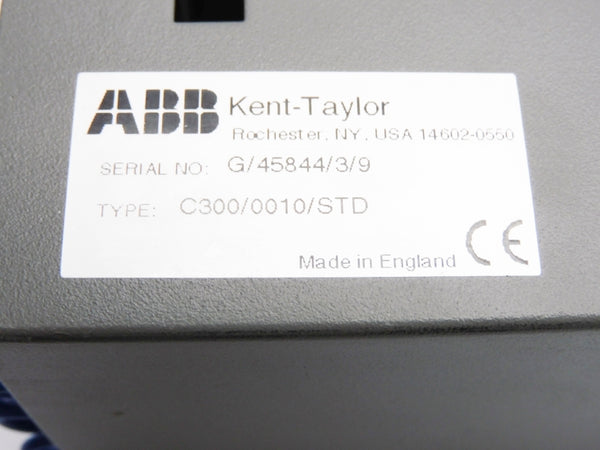 ABB Kent-Taylor
Rochester, NY, USA 14602-0550
SERIAL NO: G/45844/3/9
TYPE: C300/0010/STD
Made in England CE